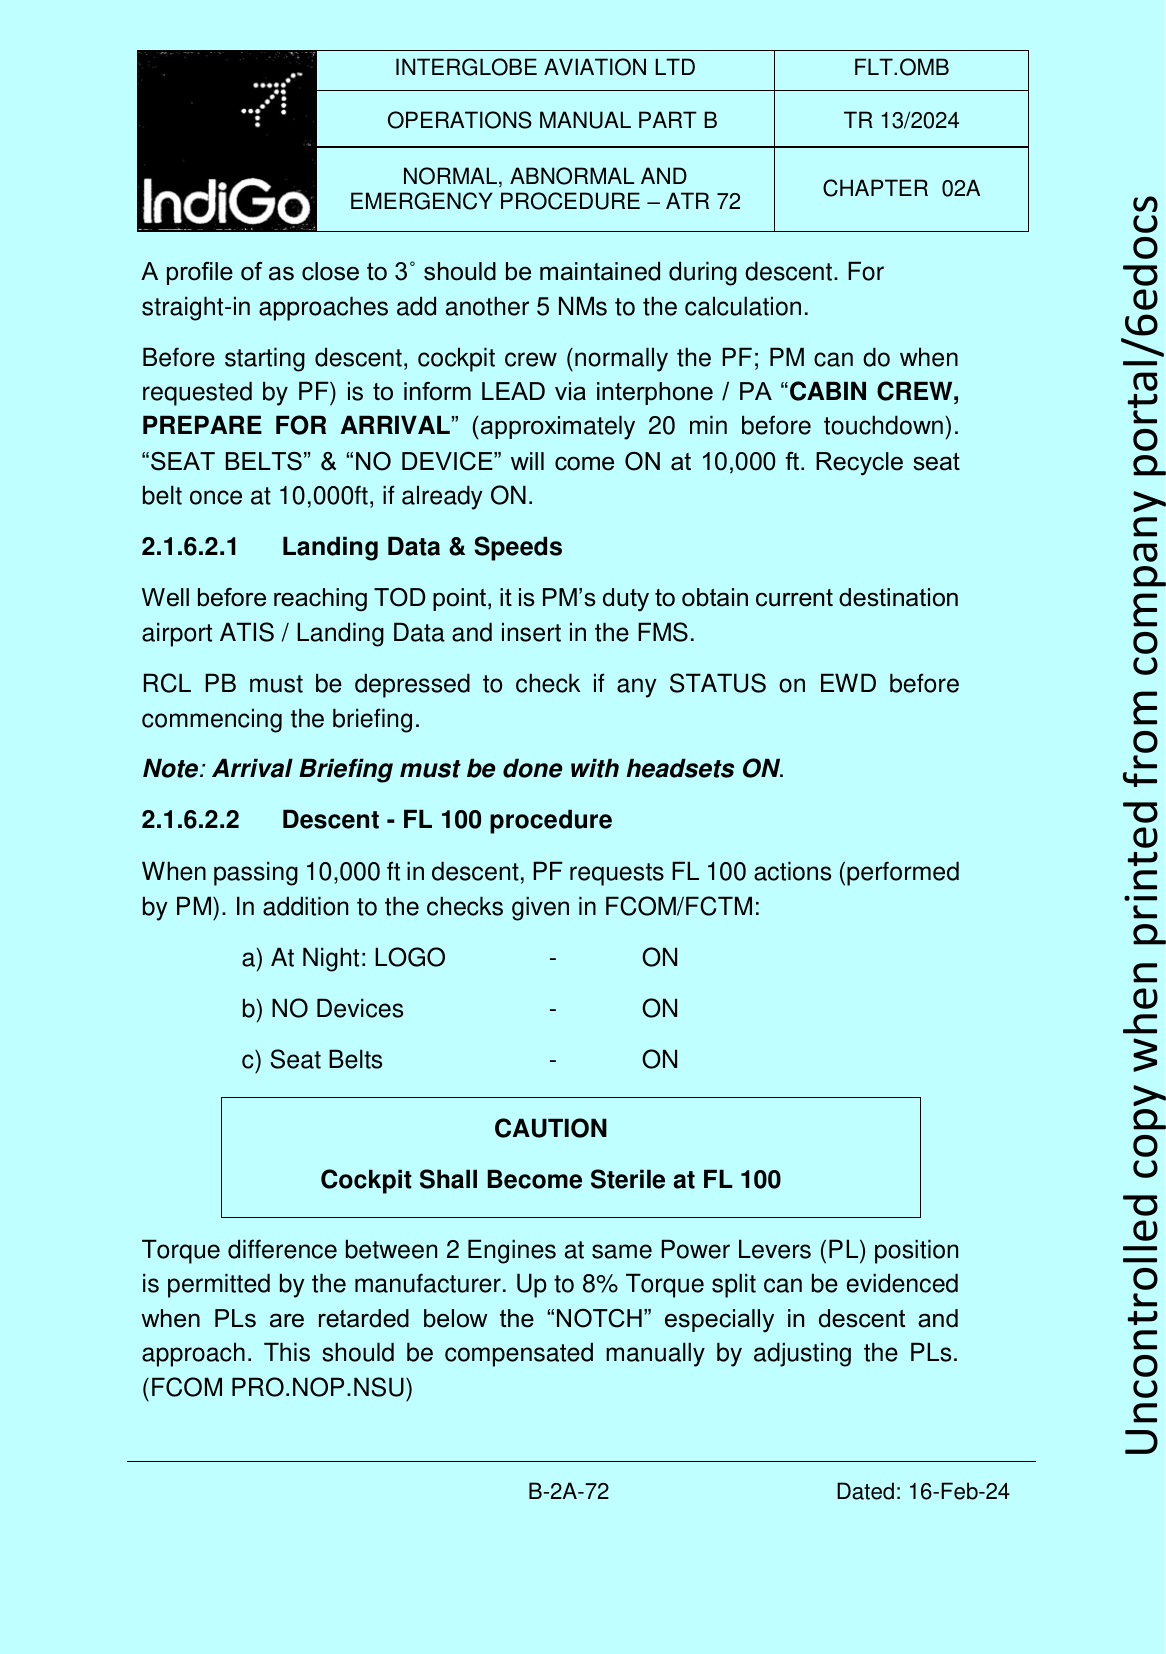 IndiGo
INTERGLOBE AVIATION LTD
FLT.OMB
OPERATIONS MANUAL PART B
TR 13/2024
NORMAL, ABNORMAL AND
EMERGENCY PROCEDURE – ATR 72
CHAPTER 02A
A profile of as close to 3˚ should be maintained during descent. For
straight-in approaches add another 5 NMs to the calculation.
Before starting descent, cockpit crew (normally the PF; PM can do when
requested by PF) is to inform LEAD via interphone / PA “CABIN CREW,
PREPARE FOR ARRIVAL” (approximately 20 min before touchdown).
“SEAT BELTS” & “NO DEVICE” will come ON at 10,000 ft. Recycle seat
belt once at 10,000ft, if already ON.
2.1.6.2.1 Landing Data & Speeds
Well before reaching TOD point, it is PM’s duty to obtain current destination
airport ATIS / Landing Data and insert in the FMS.
RCL PB must be depressed to check if any STATUS on EWD before
commencing the briefing.
Note: Arrival Briefing must be done with headsets ON.
2.1.6.2.2 Descent - FL 100 procedure
When passing 10,000 ft in descent, PF requests FL 100 actions (performed
by PM). In addition to the checks given in FCOM/FCTM:
a) At Night: LOGO - ON
b) NO Devices - ON
c) Seat Belts - ON
CAUTION
Cockpit Shall Become Sterile at FL 100
Torque difference between 2 Engines at same Power Levers (PL) position
is permitted by the manufacturer. Up to 8% Torque split can be evidenced
when PLs are retarded below the “NOTCH” especially in descent and
approach. This should be compensated manually by adjusting the PLs.
(FCOM PRO.NOP.NSU)
B-2A-72
Dated: 16-Feb-24
Uncontrolled copy when printed from company portal/6edocs